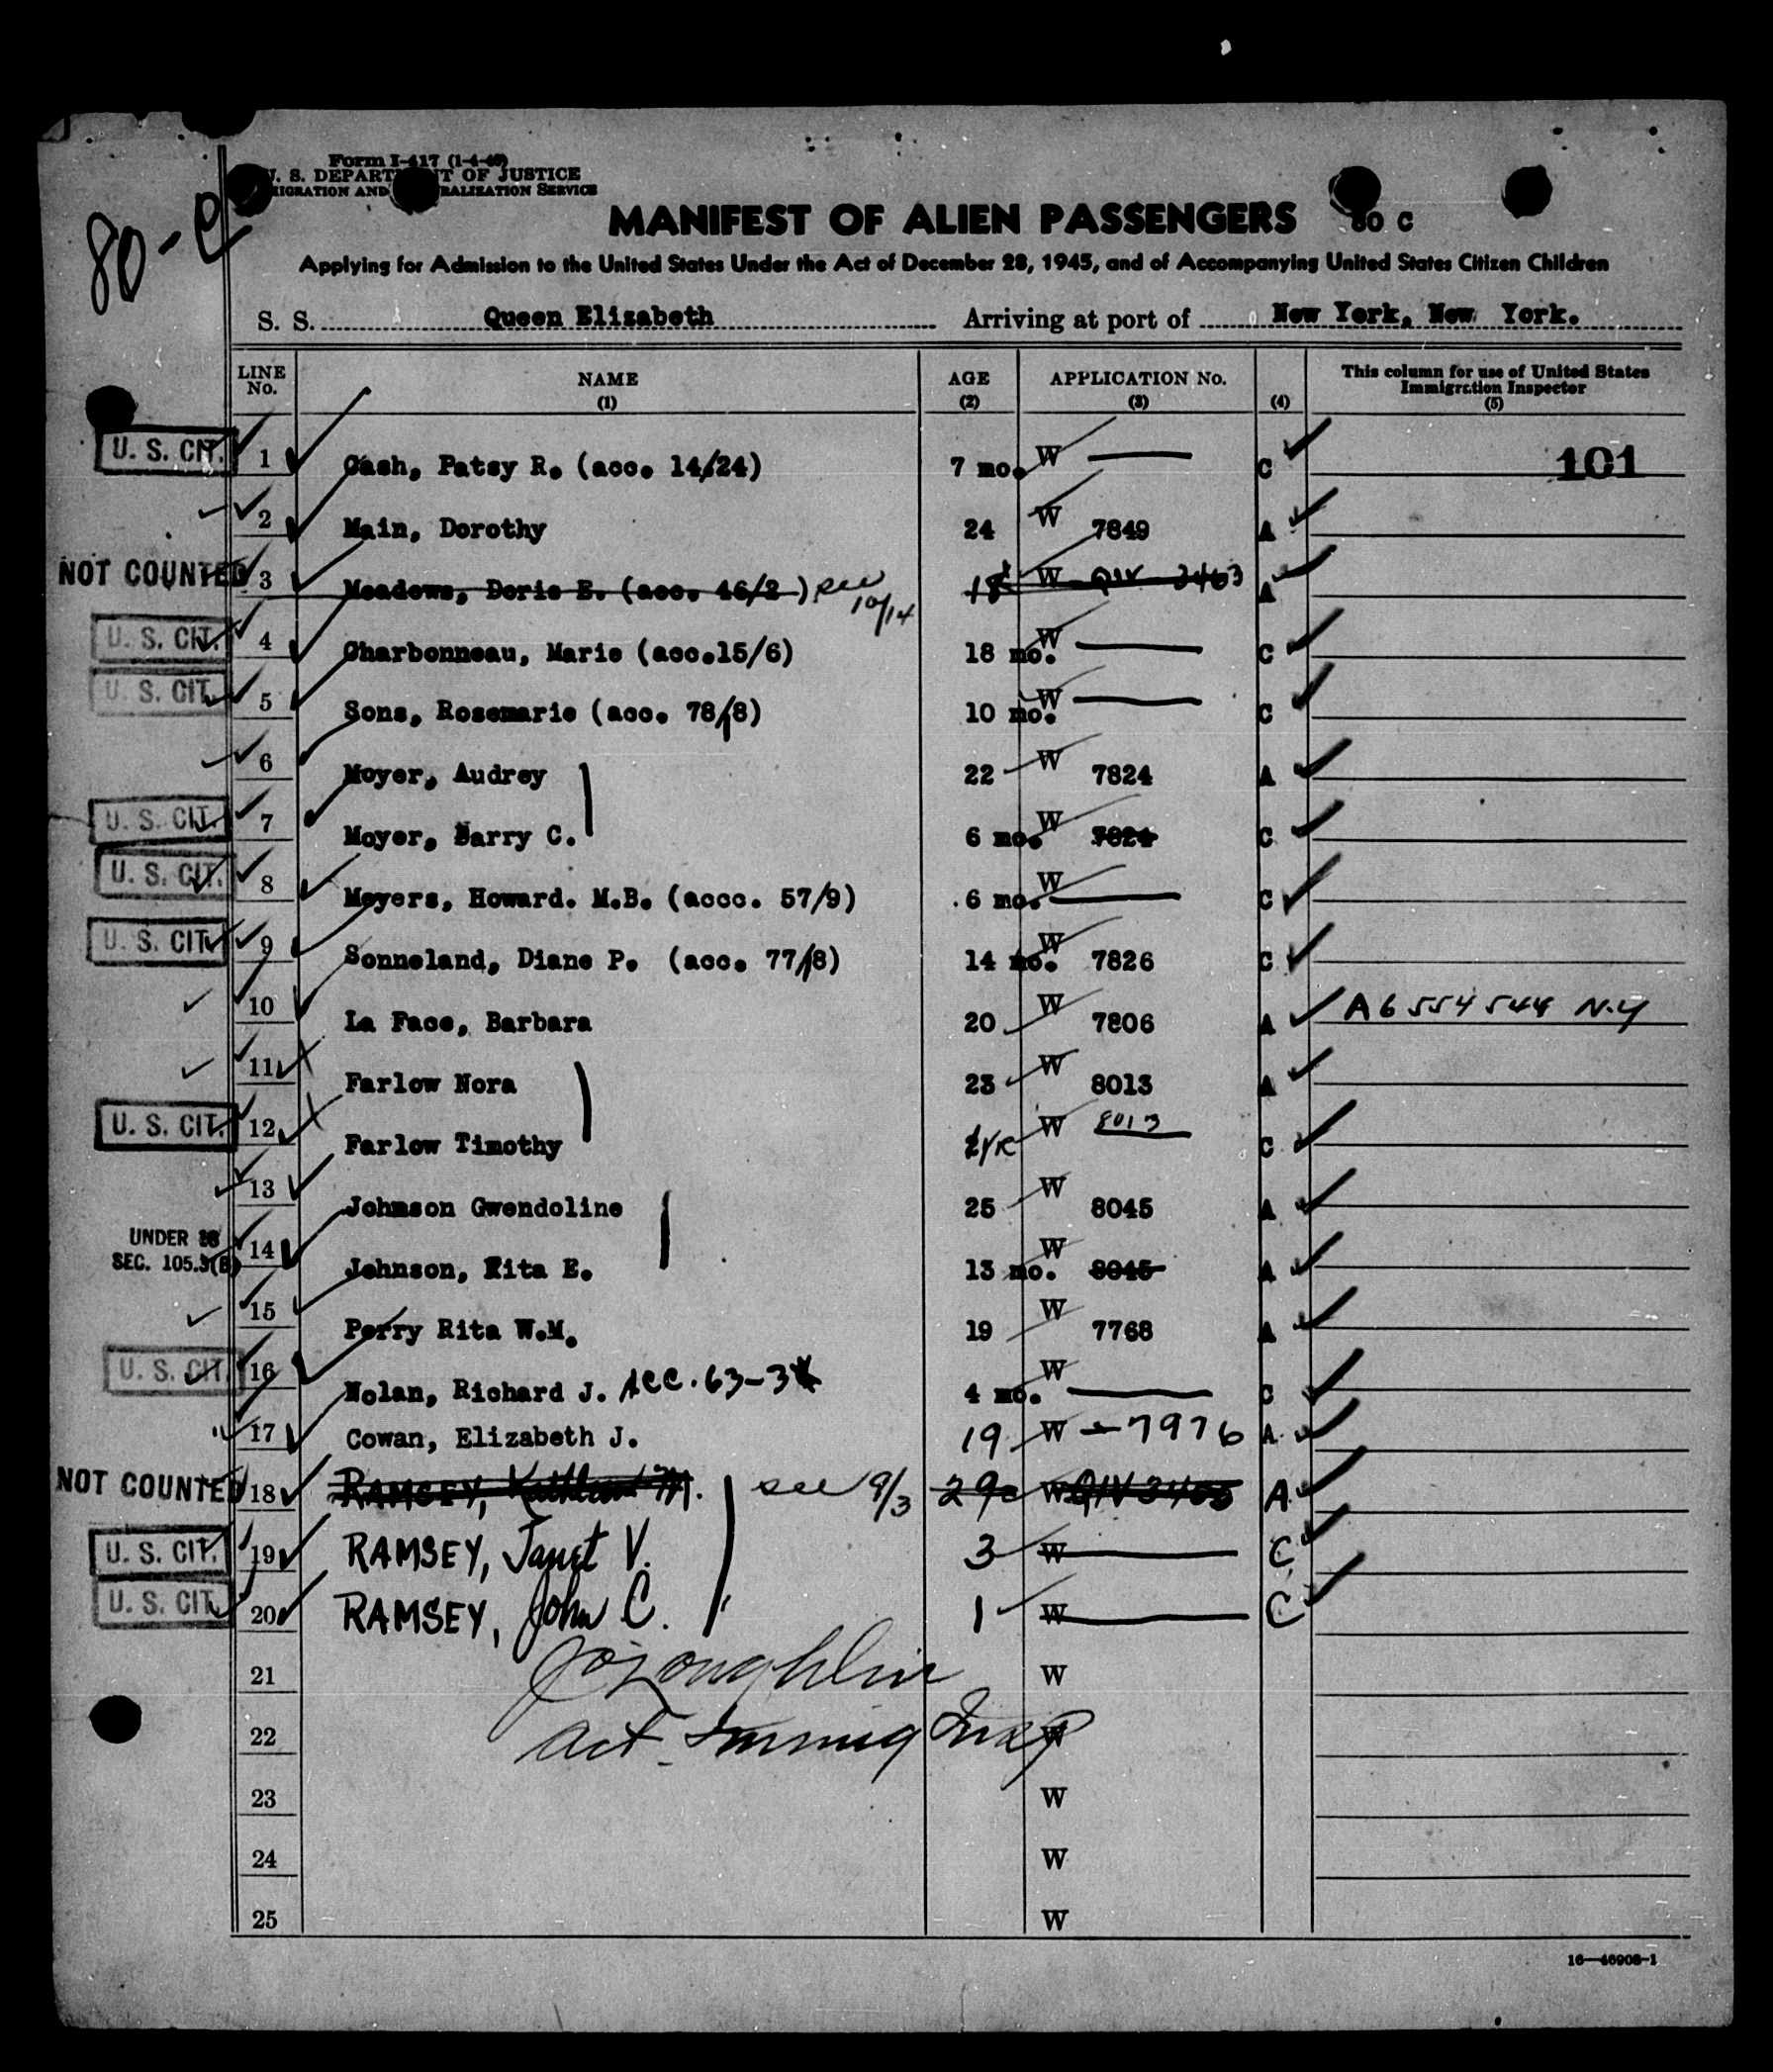 Form I-417 (1-4-46)
U. S. DEPARTMENT OF JUSTICE
IMMIGRATION AND NATURALIZATION SERVICE
80-C
MANIFEST OF ALIEN PASSENGERS 80 C
Applying for Admission to the United States Under the Act of December 28, 1945, and of Accompanying United States Citizen Children
S. S. Queen Elizabeth Arriving at port of New York, New York.
LINE No. NAME (1) AGE (2) APPLICATION No. (3) (4) This column for use of United States Immigration Inspector (5)
U. S. CIT. 1 Cash, Patsy R. (acc. 14/24) 7 mo. W C 101
2 Main, Dorothy 24 W 7849 A
NOT COUNTED 3 Meadows, Doris E. (acc. 46/2 ) see 10/14 18 W 3463 A
U. S. CIT. 4 Charbonneau, Marie (acc.15/6) 18 mo. W C
U. S. CIT. 5 Sons, Rosemarie (acc. 78/8) 10 mo. W C
6 Moyer, Audrey 22 W 7824 A
U. S. CIT. 7 Moyer, Barry C. 6 mo. W 7824 C
U. S. CIT. 8 Meyers, Howard. M.B. (accc. 57/9) 6 mo. W C
U. S. CIT. 9 Sonneland, Diane P. (acc. 77/8) 14 mo. W 7826 C
10 La Face, Barbara 20 W 7806 A A6 554 544 N.Y
11 Farlow Nora 23 W 8013 A
U. S. CIT. 12 Farlow Timothy W 8013 C
13 Johnson Gwendoline 25 W 8045 A
UNDER 16 SEC. 105.3(B) 14 Johnson, Rita E. 13 mo. W 8045 A
15 Perry Rita W.M. 19 W 7768 A
U. S. CIT. 16 Nolan, Richard J. ACC. 63-3 4 mo. W C
17 Cowan, Elizabeth J. 19 W - 7976 A
NOT COUNTED 18 RAMSEY, Kathleen M. see 9/3 29 W A
U. S. CIT. 19 RAMSEY, Janet V. 3 W C
U. S. CIT. 20 RAMSEY, John C. 1 W C
21 W
22 Act. Immig Insp W
23 W
24 W
25 W
16—46908-1